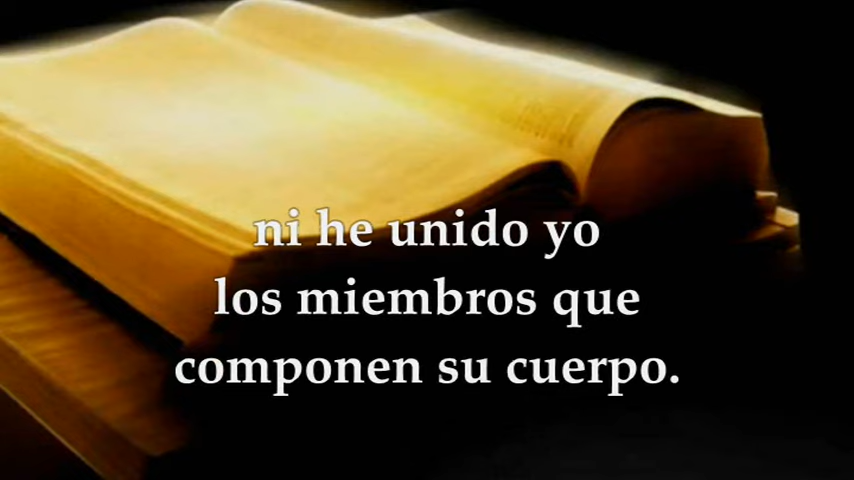 ni he unido yo
los miembros que
componen su cuerpo.